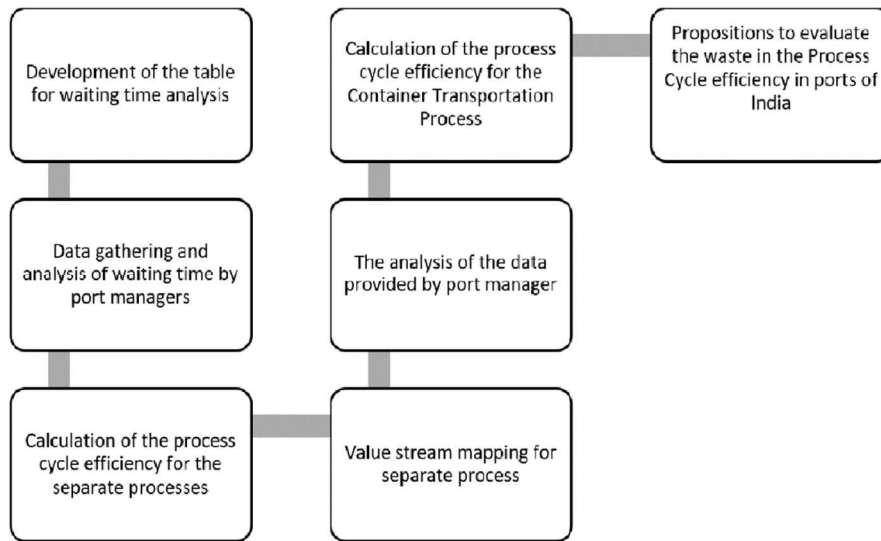 Development of the table
for waiting time analysis
Data gathering and
analysis of waiting time by
port managers
Calculation of the process
cycle efficiency for the
separate processes
Value stream mapping for
separate process
The analysis of the data
provided by port manager
Calculation of the process
cycle efficiency for the
Container Transportation
Process
Propositions to evaluate
the waste in the Process
Cycle efficiency in ports of
India